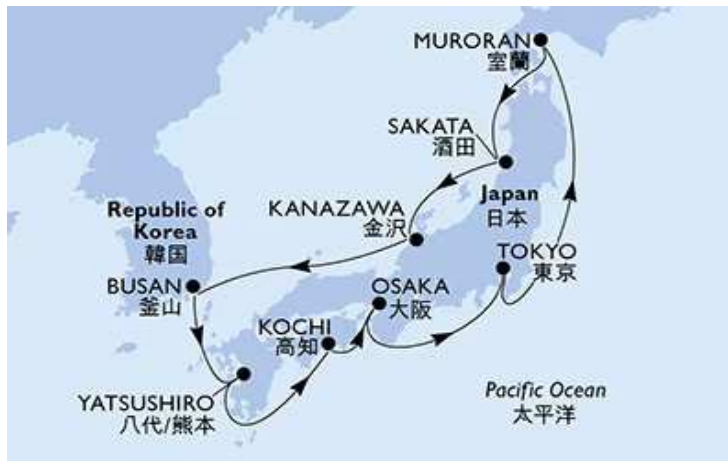 MURORAN
室蘭
SAKATA
酒田
Japan
日本
KANAZAWA
金沢
Republic of
Korea
韓国
TOKYO
東京
BUSAN
釜山
OSAKA
大阪
KOCHI
高知
YATSUSHIRO
八代/熊本
Pacific Ocean
太平洋